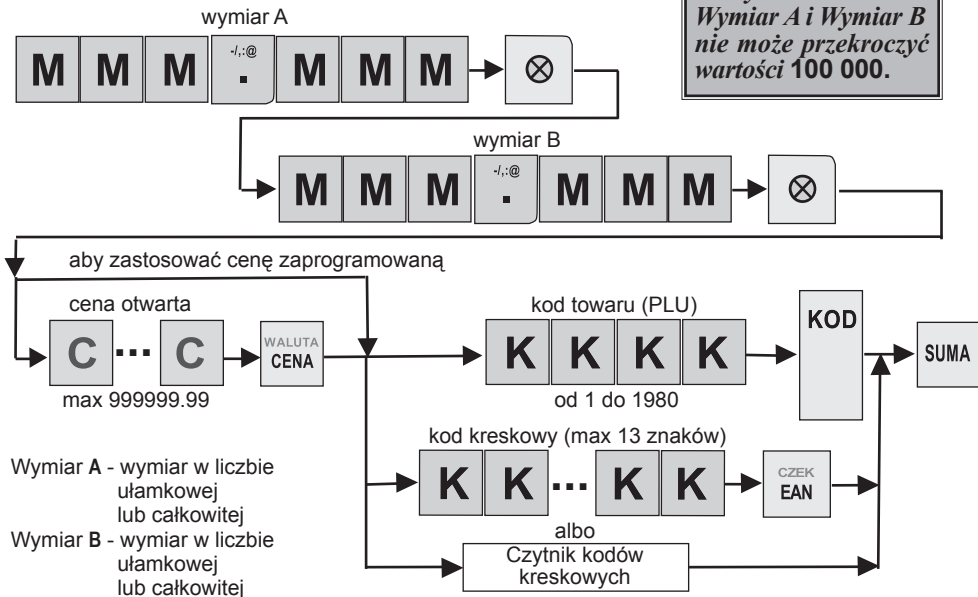 wymiar A
Wymiar A i Wymiar B
nie może przekroczyć
wartości 100 000.
M M M -/,:@ . M M M ⊗
wymiar B
M M M -/,:@ . M M M ⊗
aby zastosować cenę zaprogramowaną
cena otwarta
C ... C
WALUTA
CENA
max 999999.99
kod towaru (PLU)
K K K K
KOD
SUMA
od 1 do 1980
kod kreskowy (max 13 znaków)
K K ... K K
CZEK
EAN
albo
Czytnik kodów
kreskowych
Wymiar A - wymiar w liczbie
ułamkowej
lub całkowitej
Wymiar B - wymiar w liczbie
ułamkowej
lub całkowitej